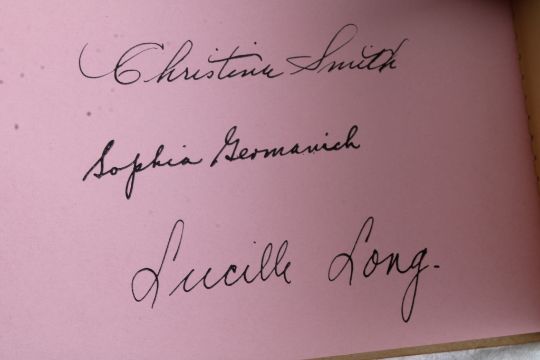 Christine Smith
Sophia Germanich
Lucille Long.